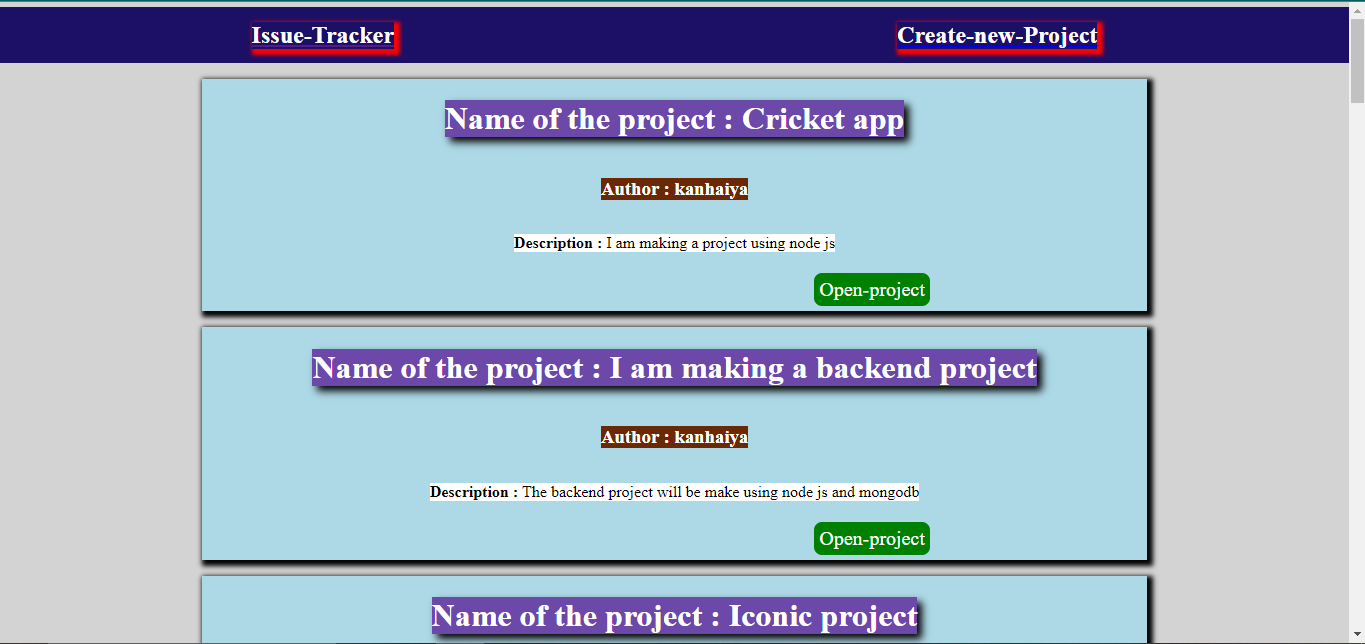 Issue-Tracker
Create-new-Project
Name of the project : Cricket app
Author : kanhaiya
Description : I am making a project using node js
Open-project
Name of the project : I am making a backend project
Author : kanhaiya
Description : The backend project will be make using node js and mongodb
Open-project
Name of the project : Iconic project